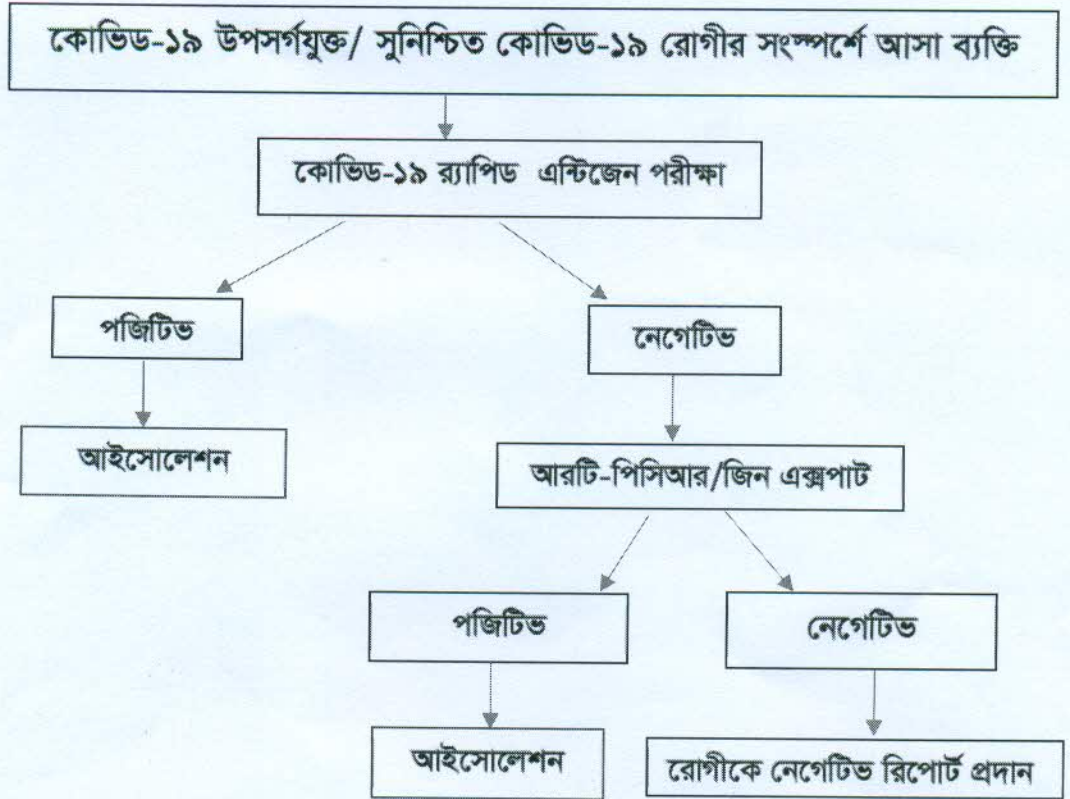 কোভিড-১৯ উপসর্গযুক্ত/ সুনিশ্চিত কোভিড-১৯ রোগীর সংস্পর্শে আসা ব্যক্তি
কোভিড-১৯ র‍্যাপিড এন্টিজেন পরীক্ষা
পজিটিভ
নেগেটিভ
আইসোলেশন
আরটি-পিসিআর/জিন এক্সপার্ট
পজিটিভ
নেগেটিভ
আইসোলেশন
রোগীকে নেগেটিভ রিপোর্ট প্রদান